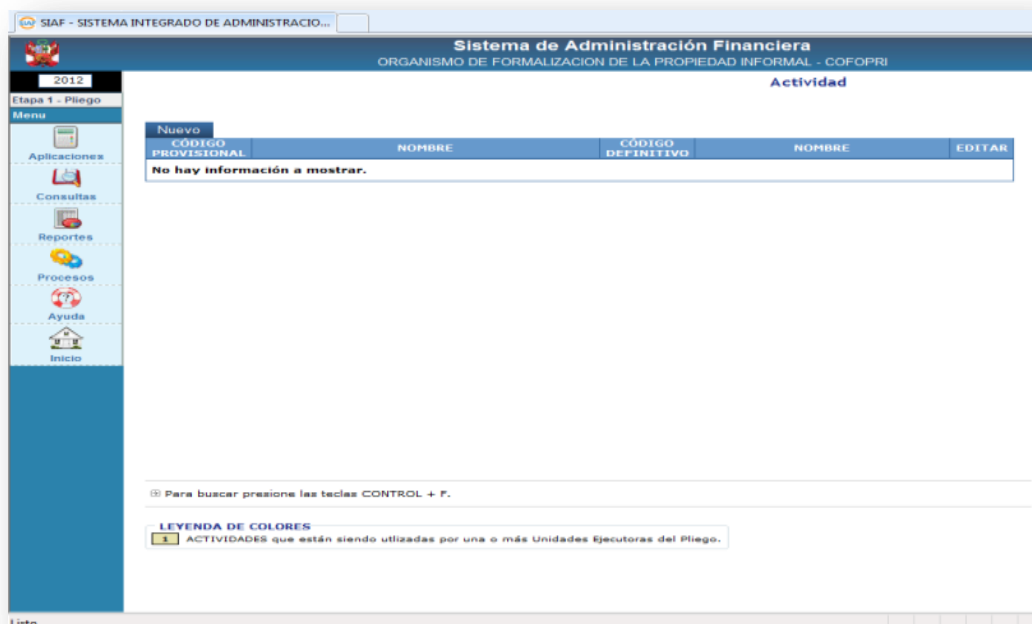 SIAF - SISTEMA INTEGRADO DE ADMINISTRACIO...
Sistema de Administración Financiera
ORGANISMO DE FORMALIZACION DE LA PROPIEDAD INFORMAL - COFOPRI
2012
Actividad
Etapa 1 - Pliego
Menu
Nuevo
CÓDIGO PROVISIONAL NOMBRE CÓDIGO DEFINITIVO NOMBRE EDITAR
No hay información a mostrar.
Aplicaciones
Consultas
Reportes
Procesos
Ayuda
Inicio
Para buscar presione las teclas CONTROL + F.
LEYENDA DE COLORES
1 ACTIVIDADES que están siendo utlizadas por una o más Unidades Ejecutoras del Pliego.
Listo